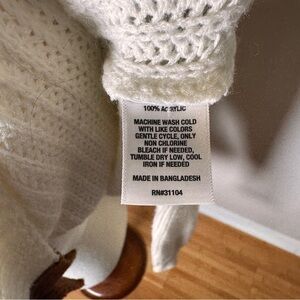 100% ACRYLIC
MACHINE WASH COLD
WITH LIKE COLORS
GENTLE CYCLE, ONLY
NON CHLORINE
BLEACH IF NEEDED,
TUMBLE DRY LOW, COOL
IRON IF NEEDED
MADE IN BANGLADESH
RN#31104